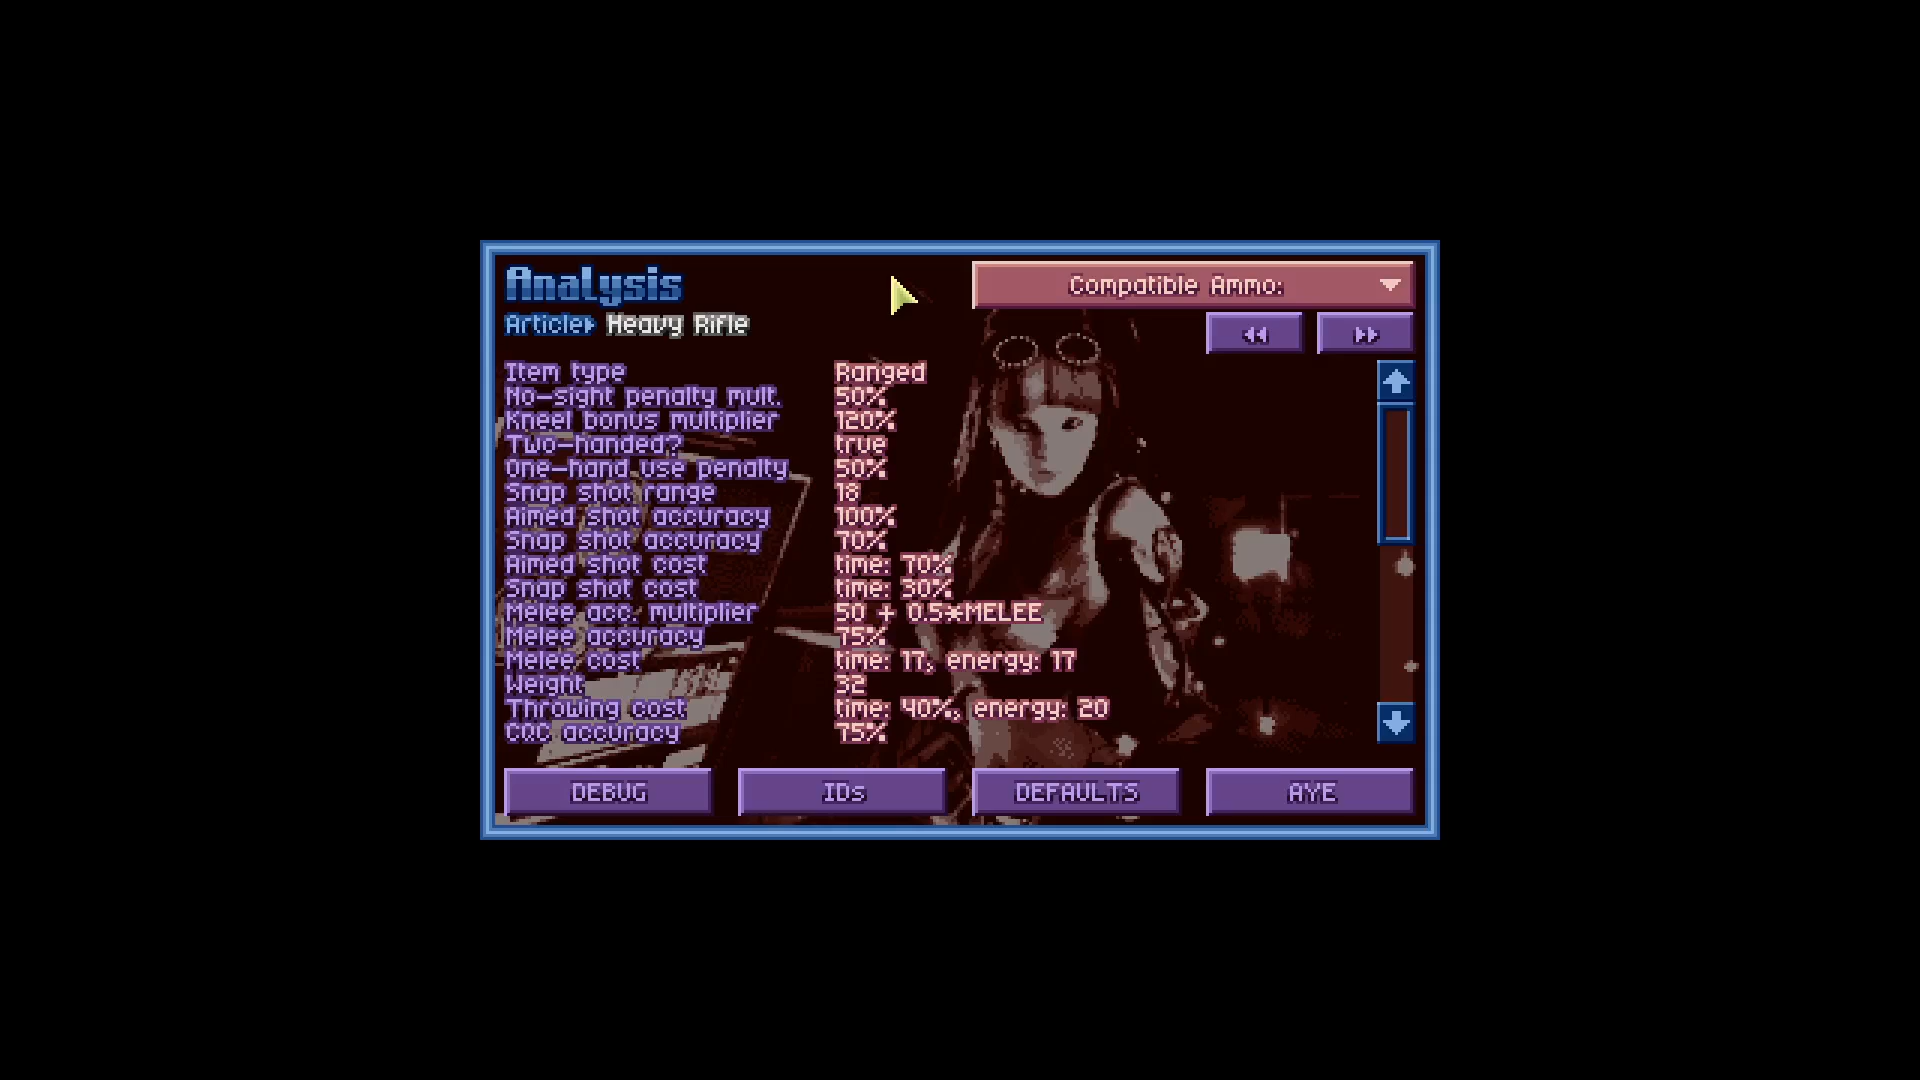 Analysis
Compatible Ammo:
Article▸ Heavy Rifle
Item type Ranged
No-sight penalty mult. 50%
Kneel bonus multiplier 120%
Two-handed? true
One-hand use penalty 50%
Snap shot range 18
Aimed shot accuracy 100%
Snap shot accuracy 70%
Aimed shot cost time: 70%
Snap shot cost time: 30%
Melee acc. multiplier 50 + 0.5*MELEE
Melee accuracy 75%
Melee cost time: 17, energy: 17
Weight 32
Throwing cost time: 40%, energy: 20
CQC accuracy 75%
DEBUG IDs DEFAULTS AYE